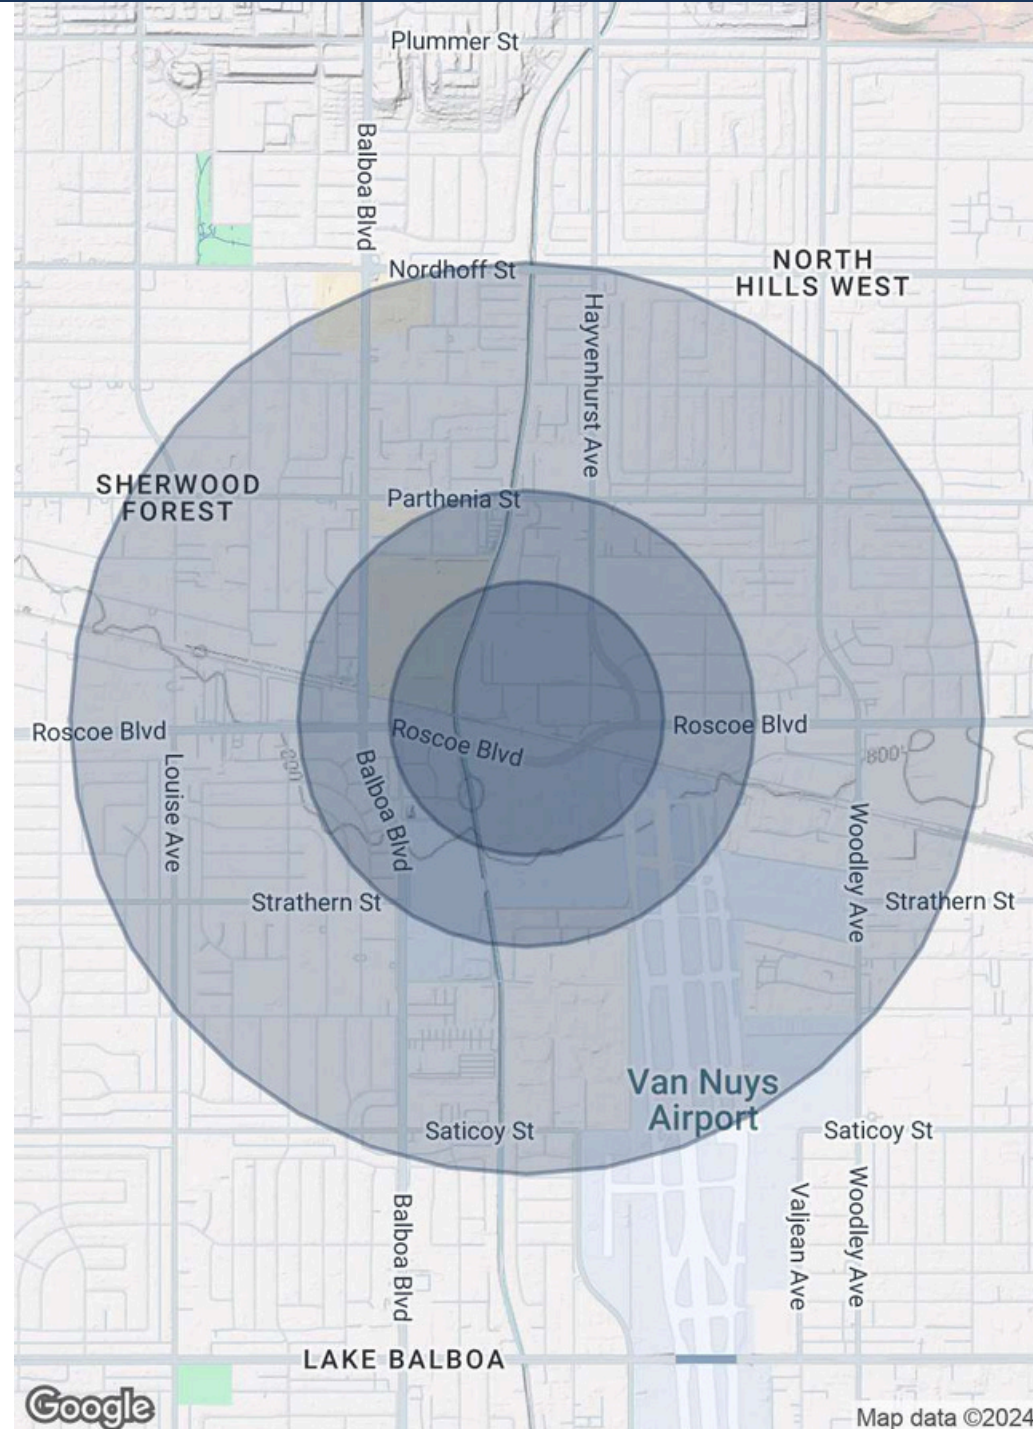 Plummer St
Balboa Blvd
NORTH
HILLS WEST
Nordhoff St
Hayvenhurst Ave
SHERWOOD
FOREST
Parthenia St
Roscoe Blvd
Roscoe Blvd
Roscoe Blvd
Louise Ave
Balboa Blvd
800
800
Woodley Ave
Strathern St
Strathern St
Van Nuys
Airport
Saticoy St
Saticoy St
Balboa Blvd
Valjean Ave
Woodley Ave
LAKE BALBOA
Google
Map data ©2024